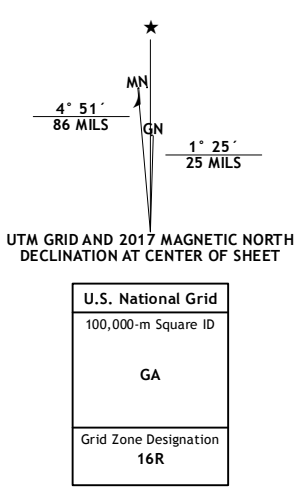 ★
MN
GN
4° 51´
86 MILS
1° 25´
25 MILS
UTM GRID AND 2017 MAGNETIC NORTH
DECLINATION AT CENTER OF SHEET
U.S. National Grid
100,000-m Square ID
GA
Grid Zone Designation
16R